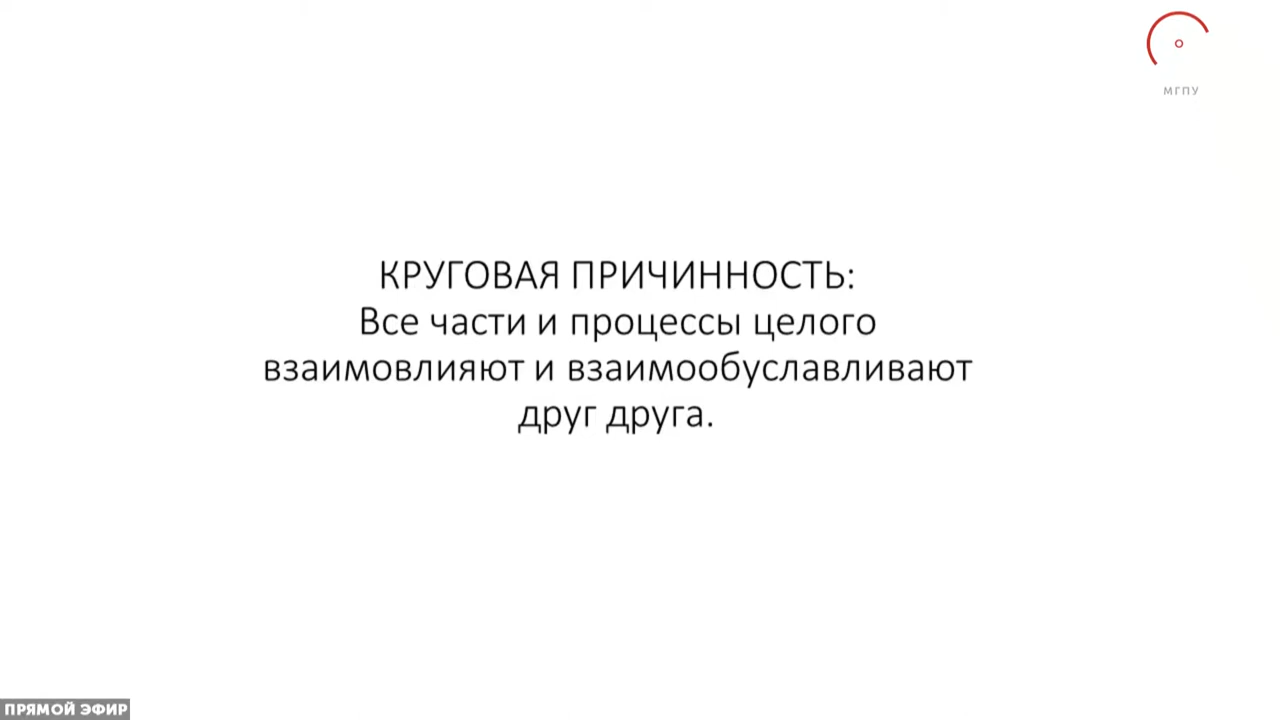 МГПУ
КРУГОВАЯ ПРИЧИННОСТЬ:
Все части и процессы целого
взаимовлияют и взаимообуславливают
друг друга.
ПРЯМОЙ ЭФИР